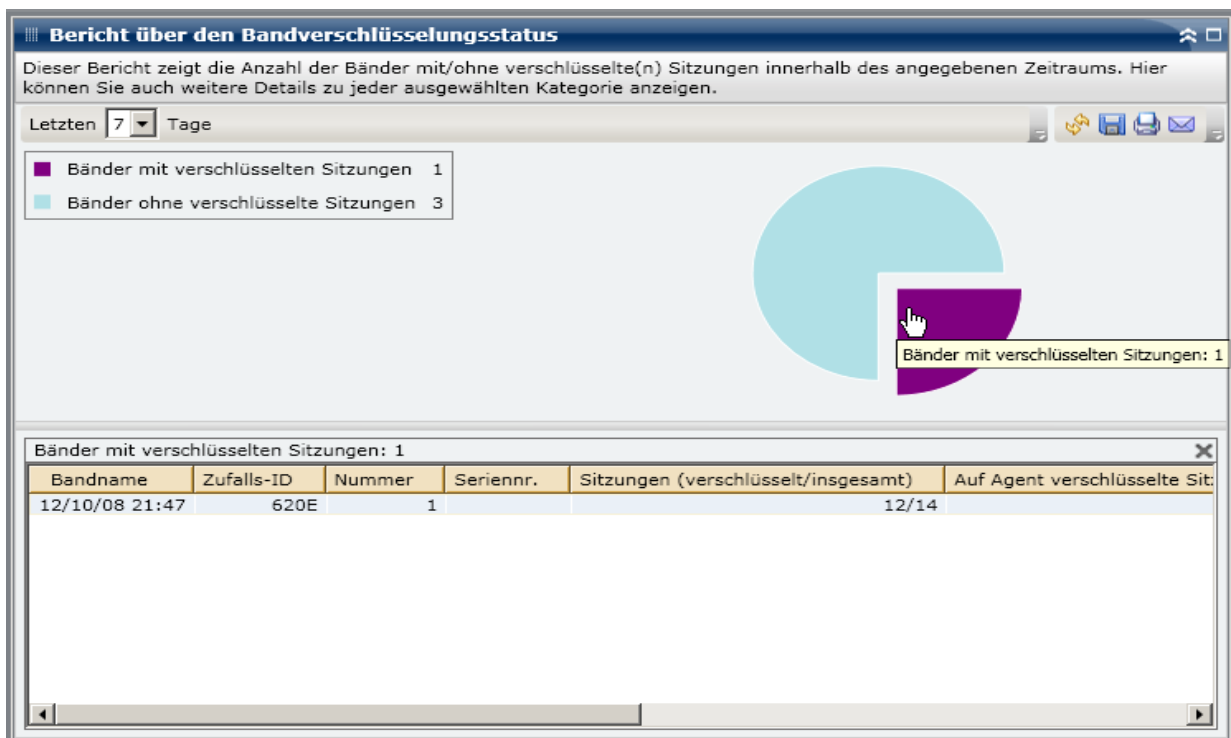 Bericht über den Bandverschlüsselungsstatus
Dieser Bericht zeigt die Anzahl der Bänder mit/ohne verschlüsselte(n) Sitzungen innerhalb des angegebenen Zeitraums. Hier
können Sie auch weitere Details zu jeder ausgewählten Kategorie anzeigen.
Letzten 7 Tage
Bänder mit verschlüsselten Sitzungen 1
Bänder ohne verschlüsselte Sitzungen 3
Bänder mit verschlüsselten Sitzungen: 1
Bänder mit verschlüsselten Sitzungen: 1
Bandname Zufalls-ID Nummer Seriennr. Sitzungen (verschlüsselt/insgesamt) Auf Agent verschlüsselte Sit
12/10/08 21:47 620E 1 12/14